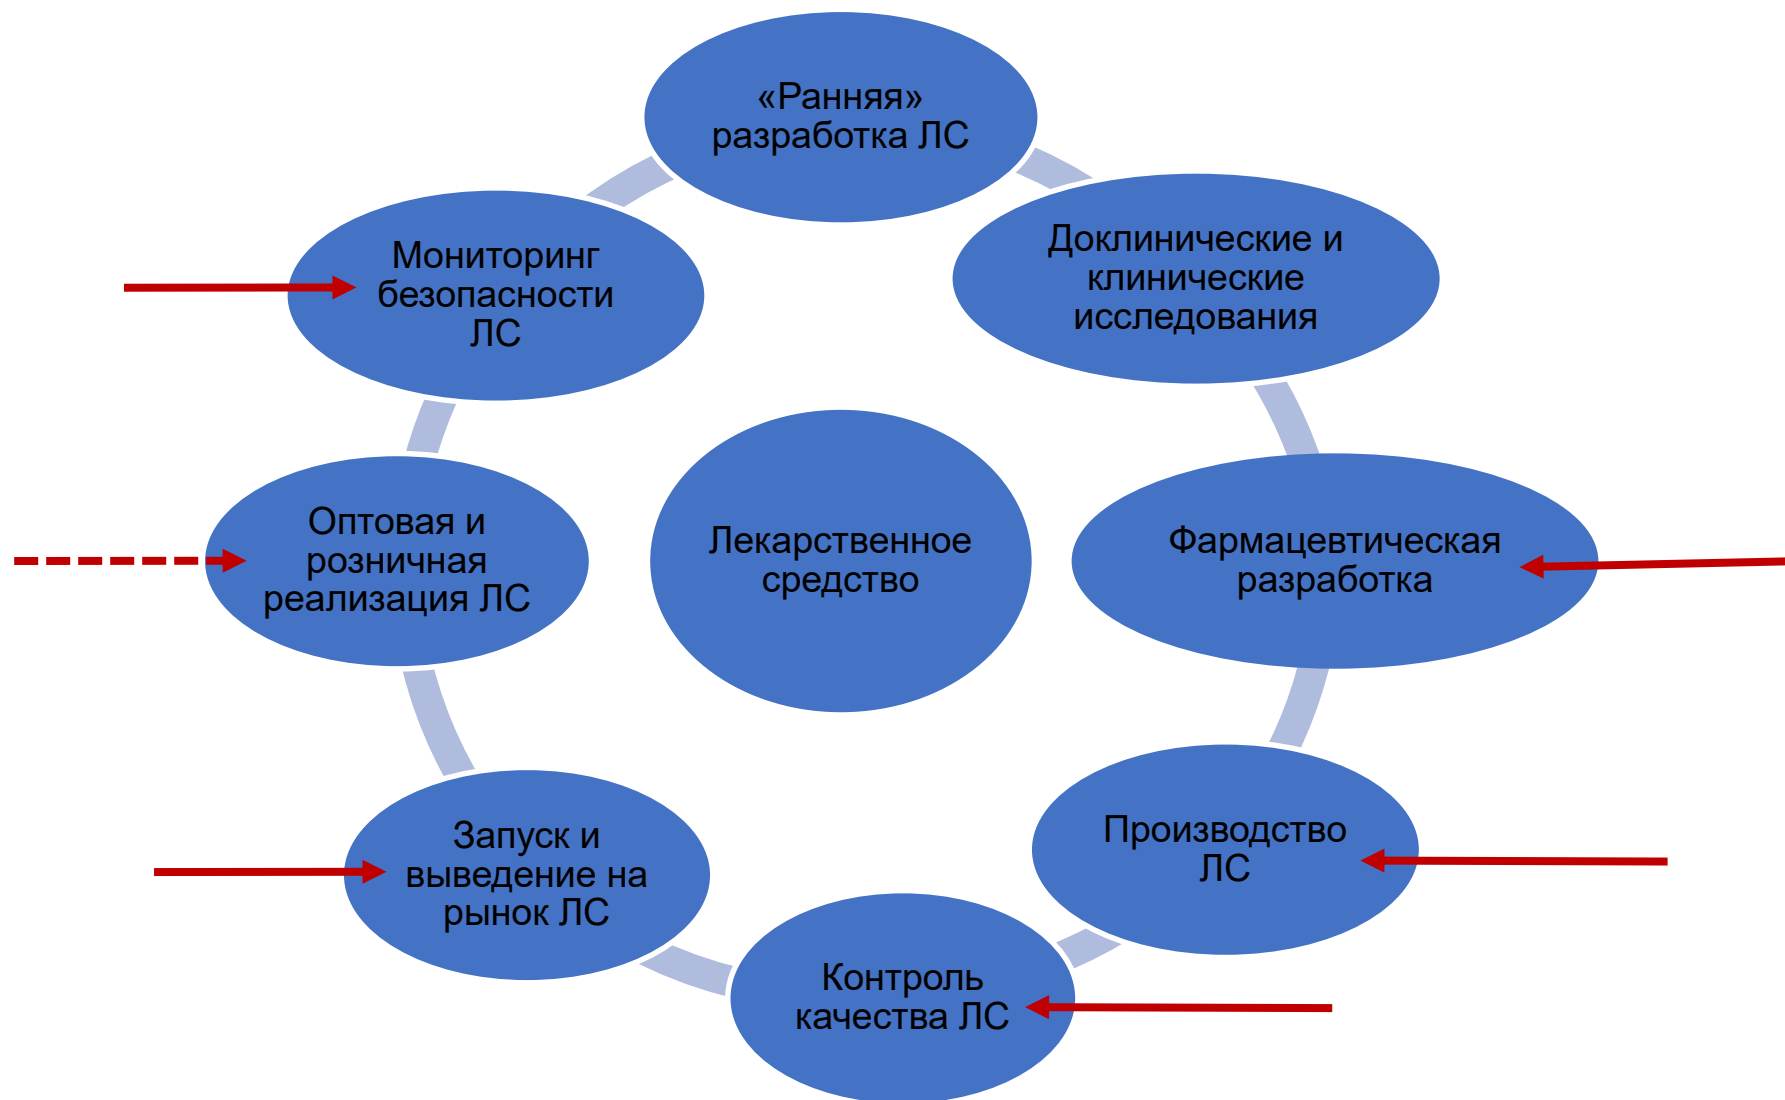 «Ранняя»
разработка ЛС
Доклинические и
клинические
исследования
Фармацевтическая
разработка
Производство
ЛС
Контроль
качества ЛС
Запуск и
выведение на
рынок ЛС
Оптовая и
розничная
реализация ЛС
Мониторинг
безопасности
ЛС
Лекарственное
средство